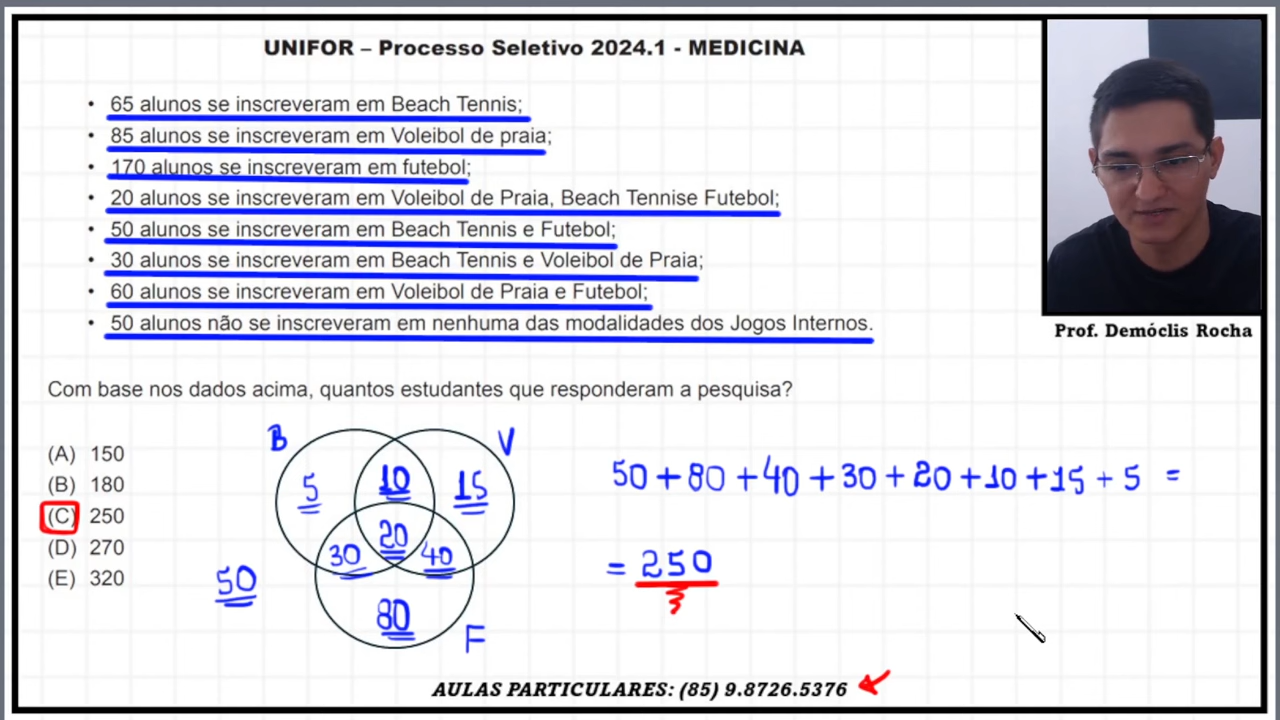 UNIFOR – Processo Seletivo 2024.1 - MEDICINA
• 65 alunos se inscreveram em Beach Tennis;
• 85 alunos se inscreveram em Voleibol de praia;
• 170 alunos se inscreveram em futebol;
• 20 alunos se inscreveram em Voleibol de Praia, Beach Tennise Futebol;
• 50 alunos se inscreveram em Beach Tennis e Futebol;
• 30 alunos se inscreveram em Beach Tennis e Voleibol de Praia;
• 60 alunos se inscreveram em Voleibol de Praia e Futebol;
• 50 alunos não se inscreveram em nenhuma das modalidades dos Jogos Internos.
Prof. Demóclis Rocha
Com base nos dados acima, quantos estudantes que responderam a pesquisa?
(A) 150
(B) 180
(C) 250
(D) 270
(E) 320
B
V
5
10
15
20
30
40
50
80
F
50 + 80 + 40 + 30 + 20 + 10 + 15 + 5 =
= 250
AULAS PARTICULARES: (85) 9.8726.5376